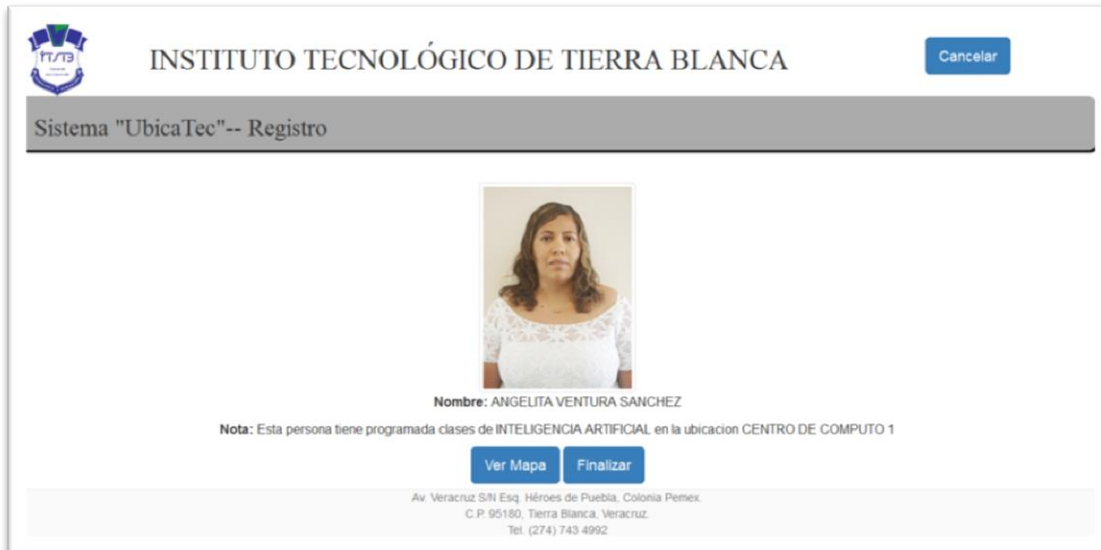 ITSTB
INSTITUTO TECNOLÓGICO DE TIERRA BLANCA
Cancelar
Sistema "UbicaTec"-- Registro
Nombre: ANGELITA VENTURA SANCHEZ
Nota: Esta persona tiene programada clases de INTELIGENCIA ARTIFICIAL en la ubicacion CENTRO DE COMPUTO 1
Ver Mapa
Finalizar
Av. Veracruz S/N Esq. Héroes de Puebla, Colonia Pemex.
C.P. 95180, Tierra Blanca, Veracruz.
Tel. (274) 743 4992